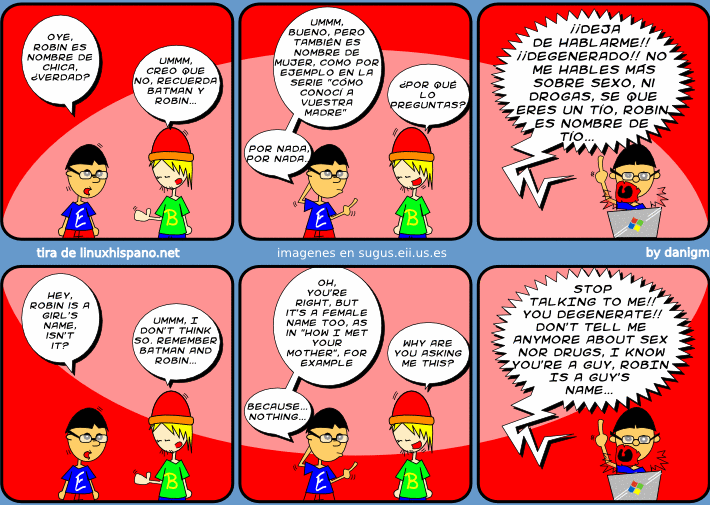 OYE,
ROBIN ES
NOMBRE DE
CHICA,
¿VERDAD?
UMMM,
CREO QUE
NO, RECUERDA
BATMAN Y
ROBIN...
UMMM,
BUENO, PERO
TAMBIÉN ES
NOMBRE DE
MUJER, COMO POR
EJEMPLO EN LA
SERIE "CÓMO
CONOCÍ A
VUESTRA
MADRE"
¿POR QUÉ
LO
PREGUNTAS?
POR NADA,
POR NADA...
¡¡DEJA
DE HABLARME!!
¡¡DEGENERADO!! NO
ME HABLES MÁS
SOBRE SEXO, NI
DROGAS, SE QUE
ERES UN TÍO, ROBIN
ES NOMBRE DE
TÍO...
E
B
E
B
tira de linuxhispano.net
imagenes en sugus.eii.us.es
by danigm
HEY,
ROBIN IS A
GIRL'S
NAME,
ISN'T
IT?
UMMM, I
DON'T THINK
SO. REMEMBER
BATMAN AND
ROBIN...
OH,
YOU'RE
RIGHT, BUT
IT'S A FEMALE
NAME TOO, AS
IN "HOW I MET
YOUR
MOTHER", FOR
EXAMPLE
WHY ARE
YOU ASKING
ME THIS?
BECAUSE...
NOTHING...
STOP
TALKING TO ME!!
YOU DEGENERATE!!
DON'T TELL ME
ANYMORE ABOUT SEX
NOR DRUGS, I KNOW
YOU'RE A GUY, ROBIN
IS A GUY'S
NAME...
E
B
E
B